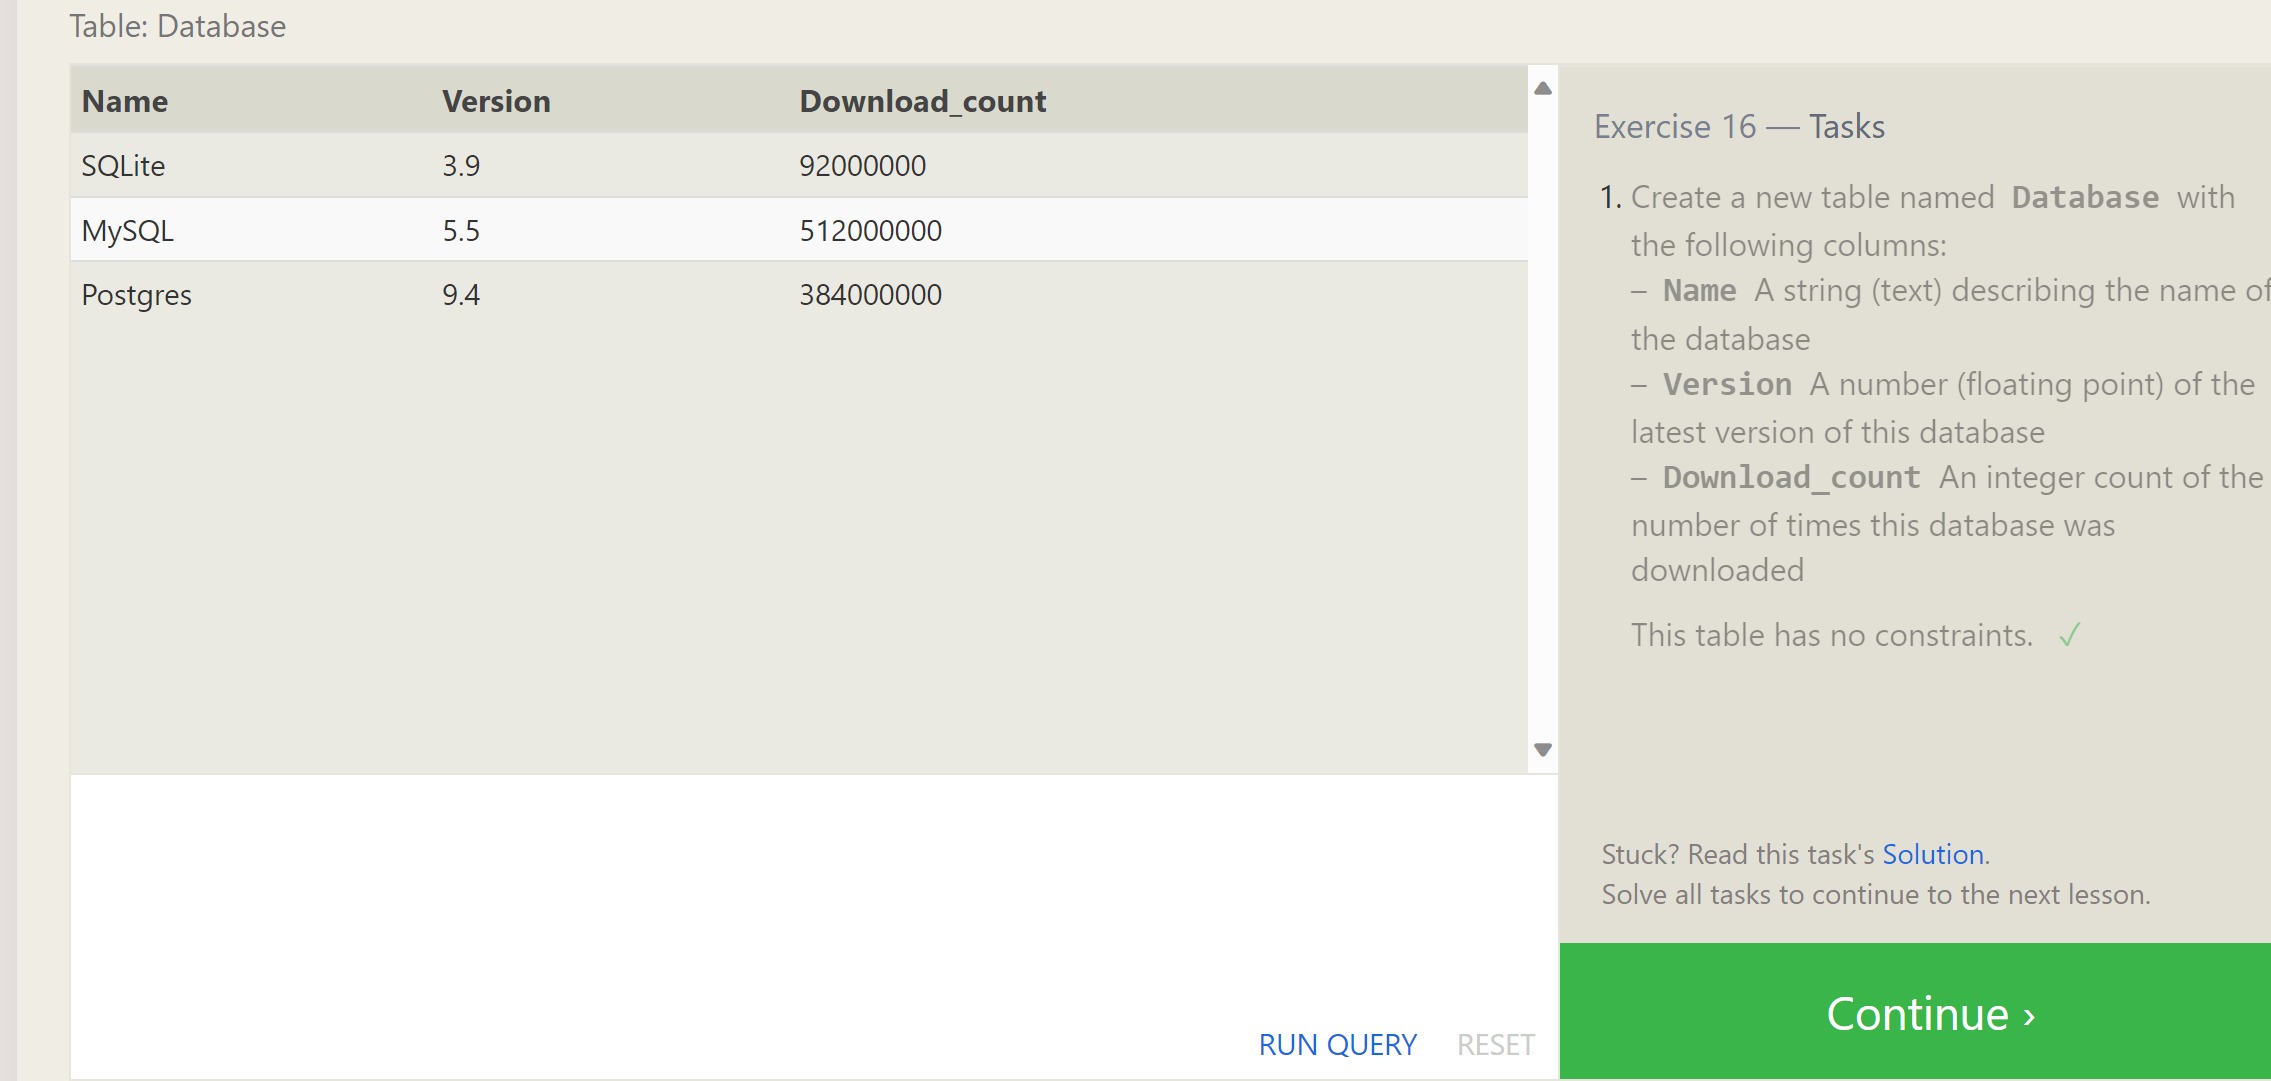 Table: Database
Name Version Download_count
SQLite 3.9 92000000
MySQL 5.5 512000000
Postgres 9.4 384000000
RUN QUERY RESET
Exercise 16 — Tasks
1. Create a new table named Database with
the following columns:
– Name A string (text) describing the name of
the database
– Version A number (floating point) of the
latest version of this database
– Download_count An integer count of the
number of times this database was
downloaded
This table has no constraints. ✓
Stuck? Read this task's Solution.
Solve all tasks to continue to the next lesson.
Continue ›